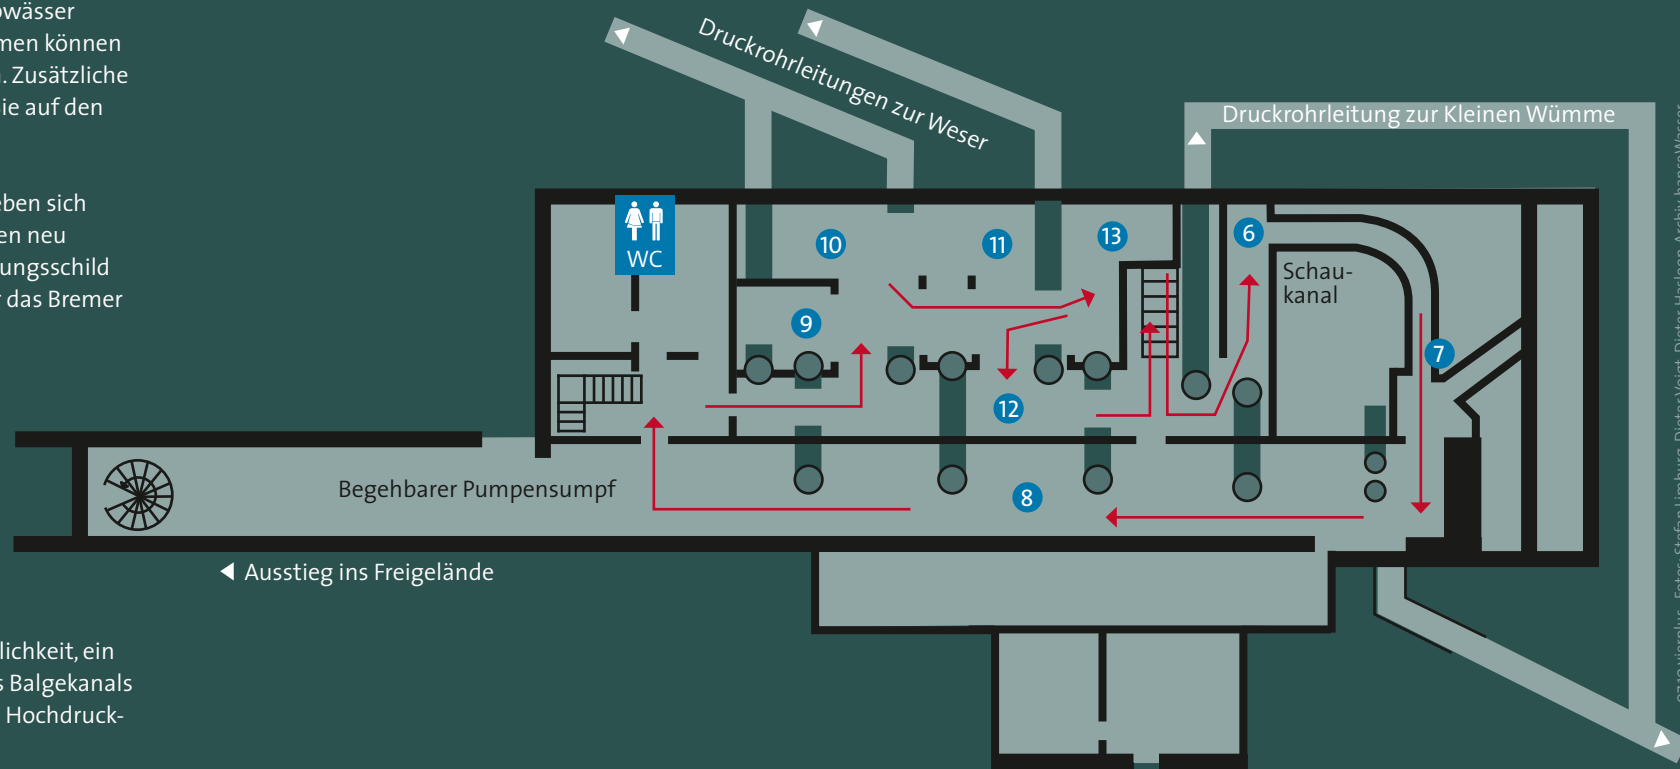 wässer
men können
. Zusätzliche
ie auf den
eben sich
en neu
ungsschild
r das Bremer
lichkeit, ein
s Balgekanals
Hochdruck-
Druckrohrleitungen zur Weser
Druckrohrleitung zur Kleinen Wümme
WC
10
11
13
6
Schau-
kanal
9
7
12
Begehbarer Pumpensumpf
8
Ausstieg ins Freigelände